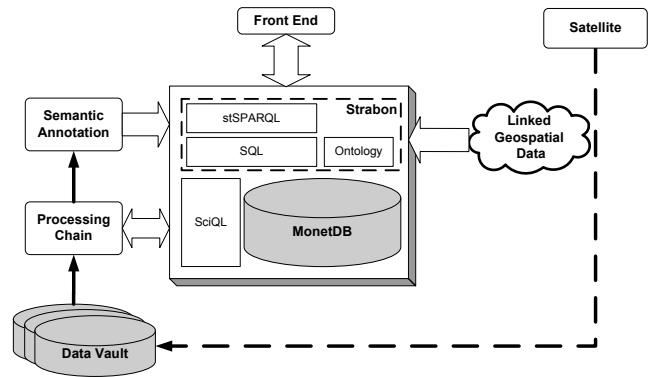 Front End
Satellite
Strabon
stSPARQL
Semantic
Annotation
SQL
Ontology
Linked
Geospatial
Data
Processing
Chain
SciQL
MonetDB
Data Vault